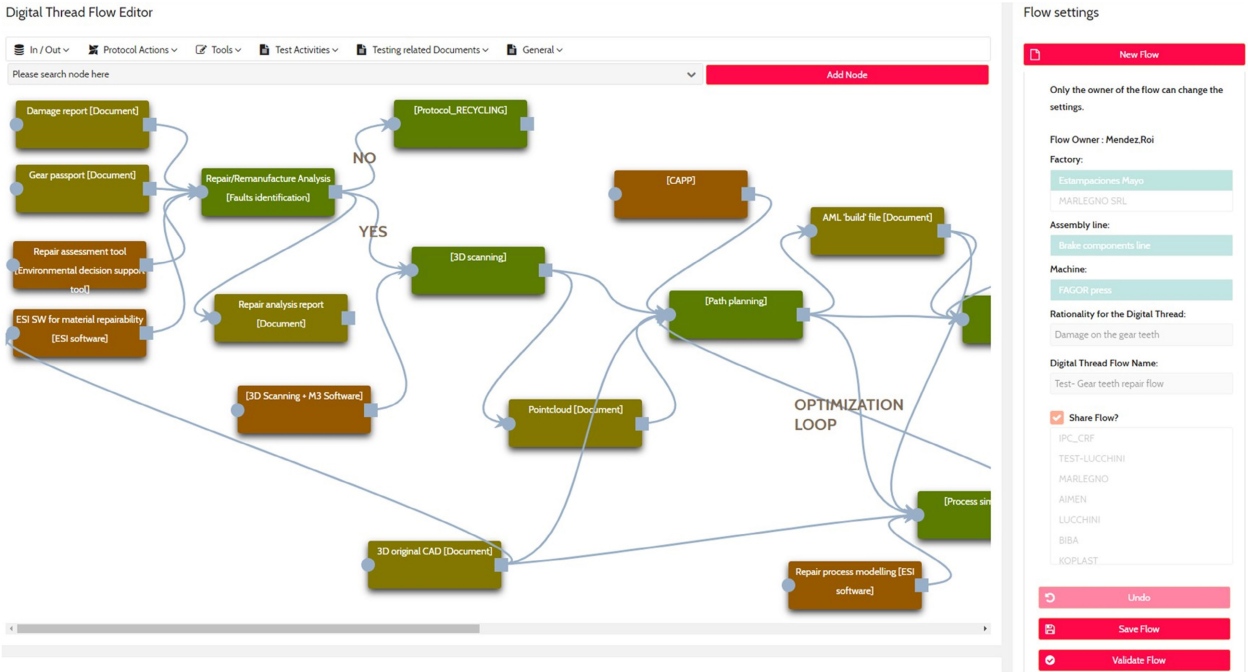 Digital Thread Flow Editor
In / Out
Protocol Actions
Tools
Test Activities
Testing related Documents
General
Please search node here
Add Node
Damage report [Document]
[Protocol_RECYCLING]
NO
Gear passport [Document]
Repair/Remanufacture Analysis
[Faults identification]
[CAPP]
AML 'build' file [Document]
YES
Repair assessment tool
[Environmental decision support
tool]
[3D scanning]
Repair analysis report
[Document]
[Path planning]
ESI SW for material repairability
[ESI software]
[3D Scanning + M3 Software]
Pointcloud [Document]
OPTIMIZATION
LOOP
[Process sim
3D original CAD [Document]
Repair process modelling [ESI
software]
Flow settings
New Flow
Only the owner of the flow can change the
settings.
Flow Owner : Mendez,Roi
Factory:
Estampaciones Mayo
MARLEGNO SRL
Assembly line:
Brake components line
Machine:
FAGOR press
Rationality for the Digital Thread:
Damage on the gear teeth
Digital Thread Flow Name:
Test- Gear teeth repair flow
Share Flow?
IPC_CRF
TEST-LUCCHINI
MARLEGNO
AIMEN
LUCCHINI
BIBA
KOPLAST
Undo
Save Flow
Validate Flow